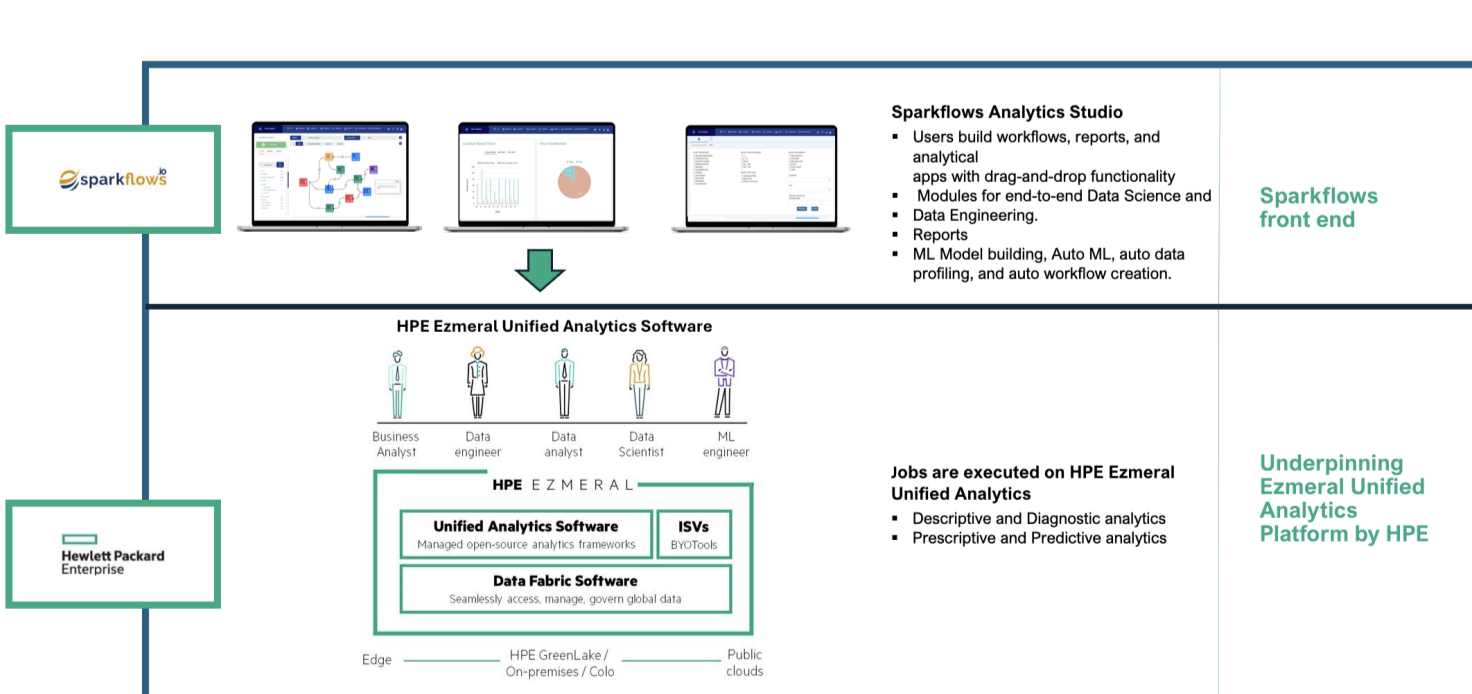 sparkflows.io
Location Based Churn
Churn Distribution
Sparkflows Analytics Studio
▪ Users build workflows, reports, and
analytical
apps with drag-and-drop functionality
▪ Modules for end-to-end Data Science and
▪ Data Engineering.
▪ Reports
▪ ML Model building, Auto ML, auto data
profiling, and auto workflow creation.
Sparkflows
front end
HPE Ezmeral Unified Analytics Software
Business
Analyst
Data
engineer
Data
analyst
Data
Scientist
ML
engineer
Hewlett Packard
Enterprise
HPE EZMERAL
Unified Analytics Software
Managed open-source analytics frameworks
ISVs
BYOTools
Data Fabric Software
Seamlessly access, manage, govern global data
Edge
HPE GreenLake /
On-premises / Colo
Public
clouds
Jobs are executed on HPE Ezmeral
Unified Analytics
▪ Descriptive and Diagnostic analytics
▪ Prescriptive and Predictive analytics
Underpinning
Ezmeral Unified
Analytics
Platform by HPE